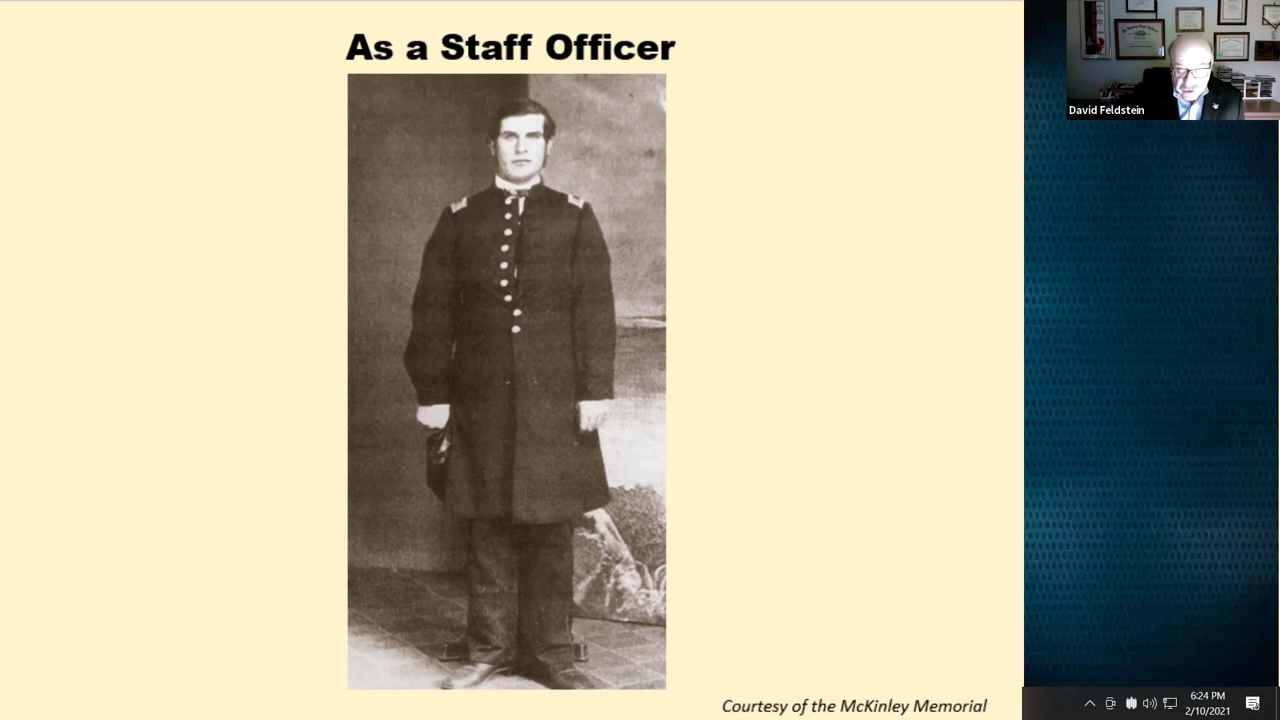 As a Staff Officer
David Feldstein
Courtesy of the McKinley Memorial
6:24 PM
2/10/2021